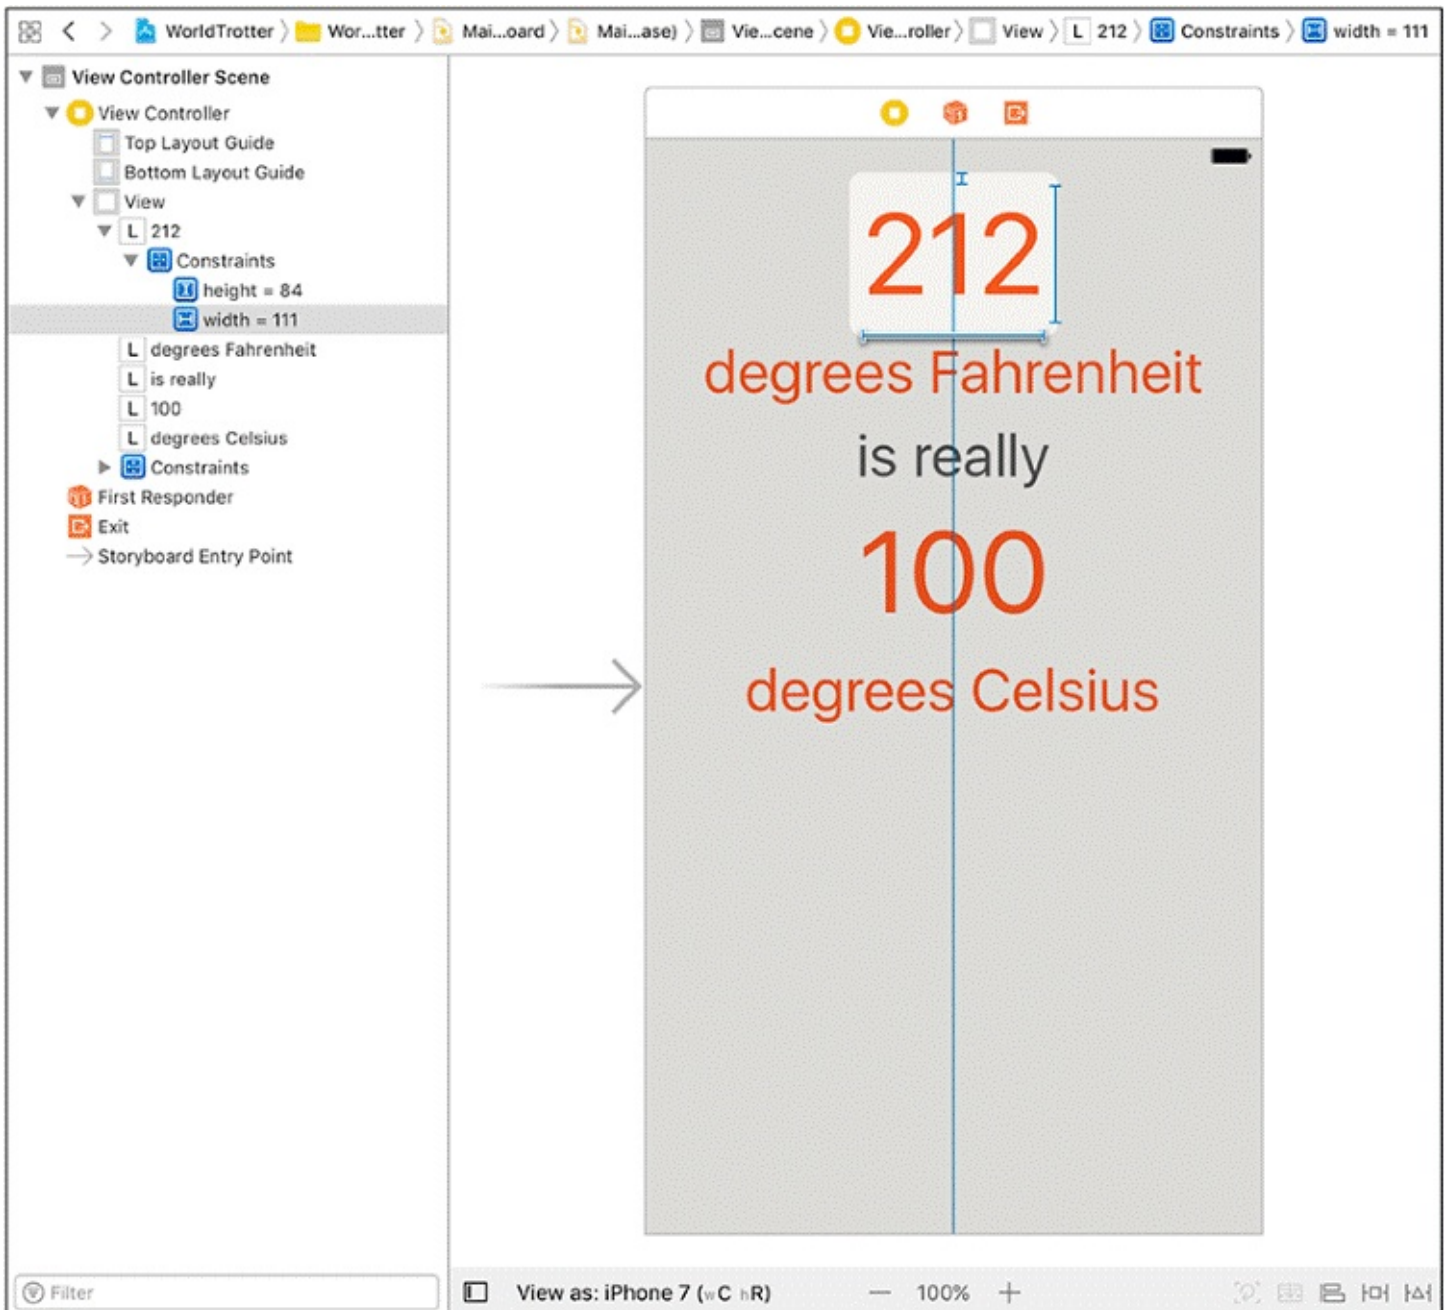 WorldTrotter 〉 Wor...tter 〉 Mai...oard 〉 Mai...ase) 〉 Vie...cene 〉 Vie...roller 〉 View 〉 L 212 〉 Constraints 〉 width = 111
View Controller Scene
View Controller
Top Layout Guide
Bottom Layout Guide
View
L 212
Constraints
height = 84
width = 111
L degrees Fahrenheit
L is really
L 100
L degrees Celsius
Constraints
First Responder
Exit
Storyboard Entry Point
212
degrees Fahrenheit
is really
100
degrees Celsius
Filter
View as: iPhone 7 (wC hR)
— 100% +